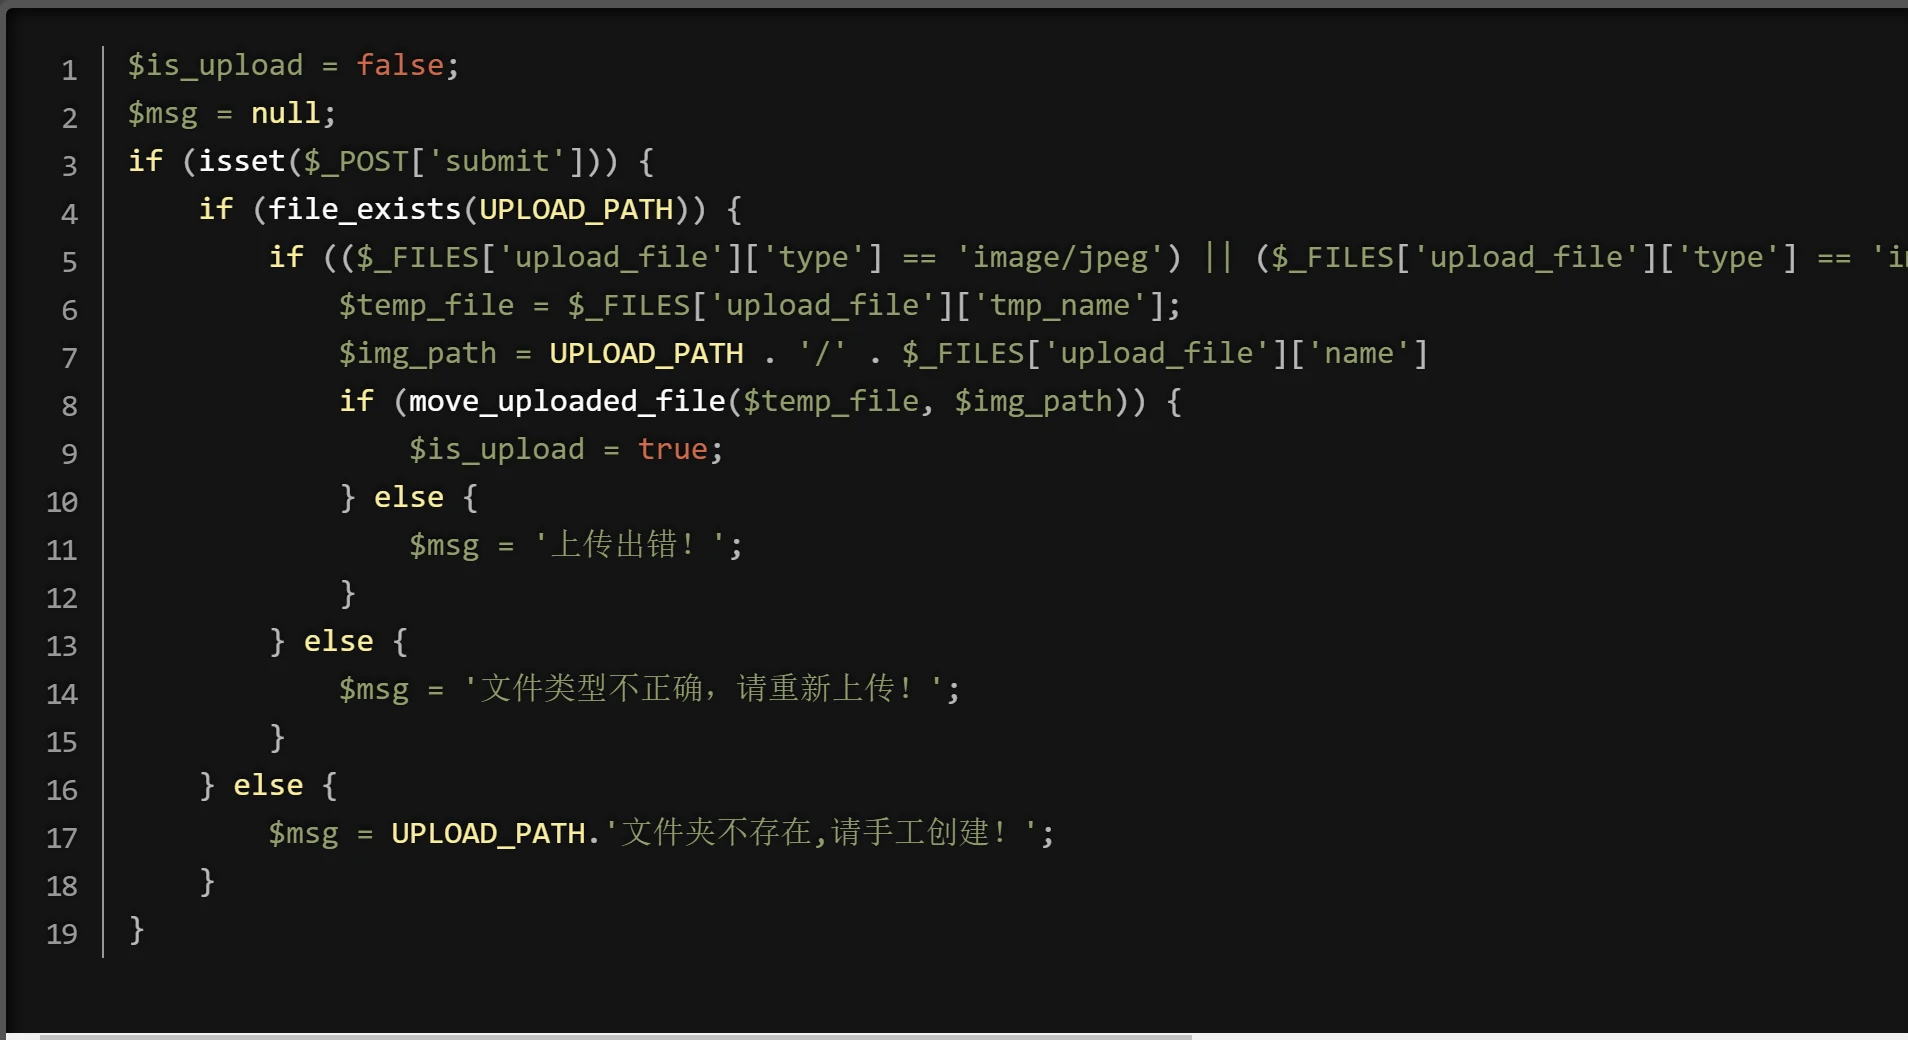 1 $is_upload = false;
2 $msg = null;
3 if (isset($_POST['submit'])) {
4     if (file_exists(UPLOAD_PATH)) {
5         if (($_FILES['upload_file']['type'] == 'image/jpeg') || ($_FILES['upload_file']['type'] == 'i
6             $temp_file = $_FILES['upload_file']['tmp_name'];
7             $img_path = UPLOAD_PATH . '/' . $_FILES['upload_file']['name']
8             if (move_uploaded_file($temp_file, $img_path)) {
9                 $is_upload = true;
10             } else {
11                 $msg = '上传出错！';
12             }
13         } else {
14             $msg = '文件类型不正确，请重新上传！';
15         }
16     } else {
17         $msg = UPLOAD_PATH.'文件夹不存在,请手工创建！';
18     }
19 }